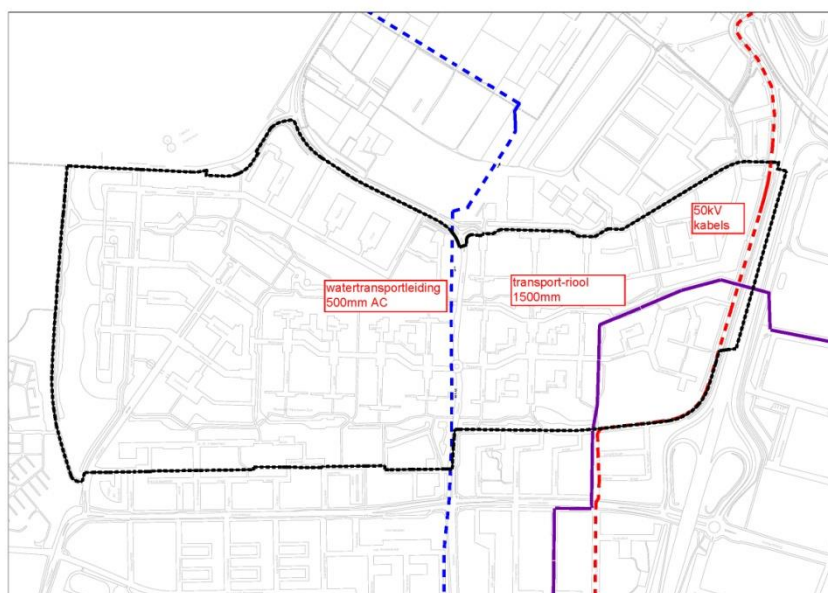 50kV
kabels
watertransportleiding
500mm AC
transport-riool
1500mm